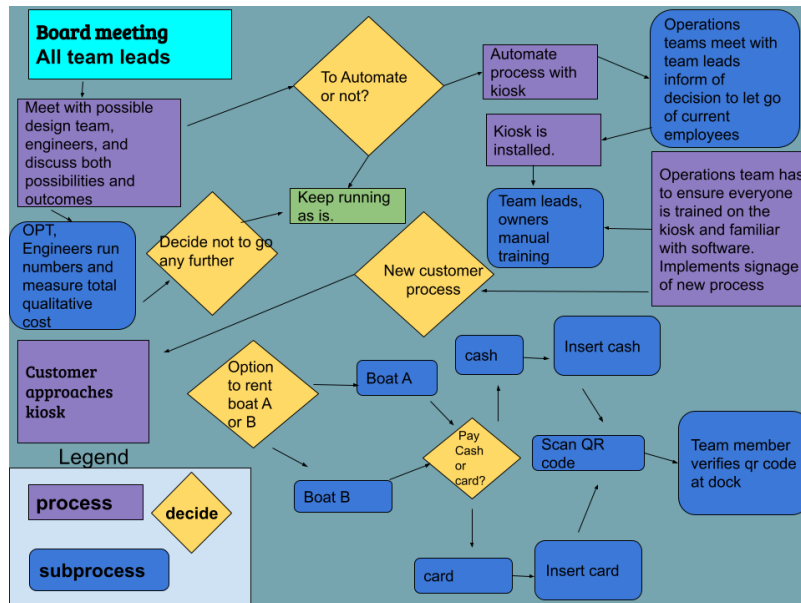 Board meeting
All team leads
To Automate
or not?
Automate
process with
kiosk
Operations
teams meet with
team leads
inform of
decision to let go
of current
employees
Meet with possible
design team,
engineers, and
discuss both
possibilities and
outcomes
Kiosk is
installed.
Keep running
as is.
Team leads,
owners
manual
training
Operations team has
to ensure everyone
is trained on the
kiosk and familiar
with software.
Implements signage
of new process
OPT,
Engineers run
numbers and
measure total
qualitative
cost
Decide not to go
any further
New customer
process
Customer
approaches
kiosk
Option
to rent
boat A
or B
Boat A
Boat B
Pay
Cash
or
card?
cash
Insert cash
Scan QR
code
Team member
verifies qr code
at dock
card
Insert card
Legend
process
decide
subprocess